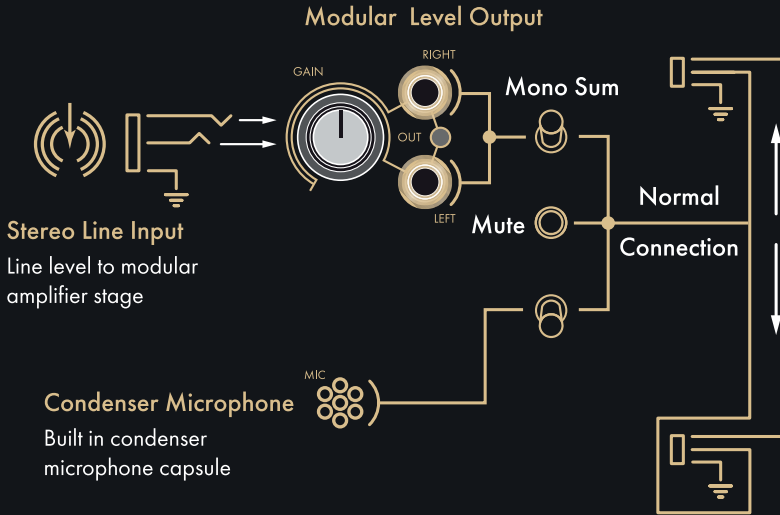 Modular Level Output
RIGHT
GAIN
Mono Sum
OUT
Normal
LEFT
Mute
Stereo Line Input
Connection
Line level to modular
amplifier stage
MIC
Condenser Microphone
Built in condenser
microphone capsule